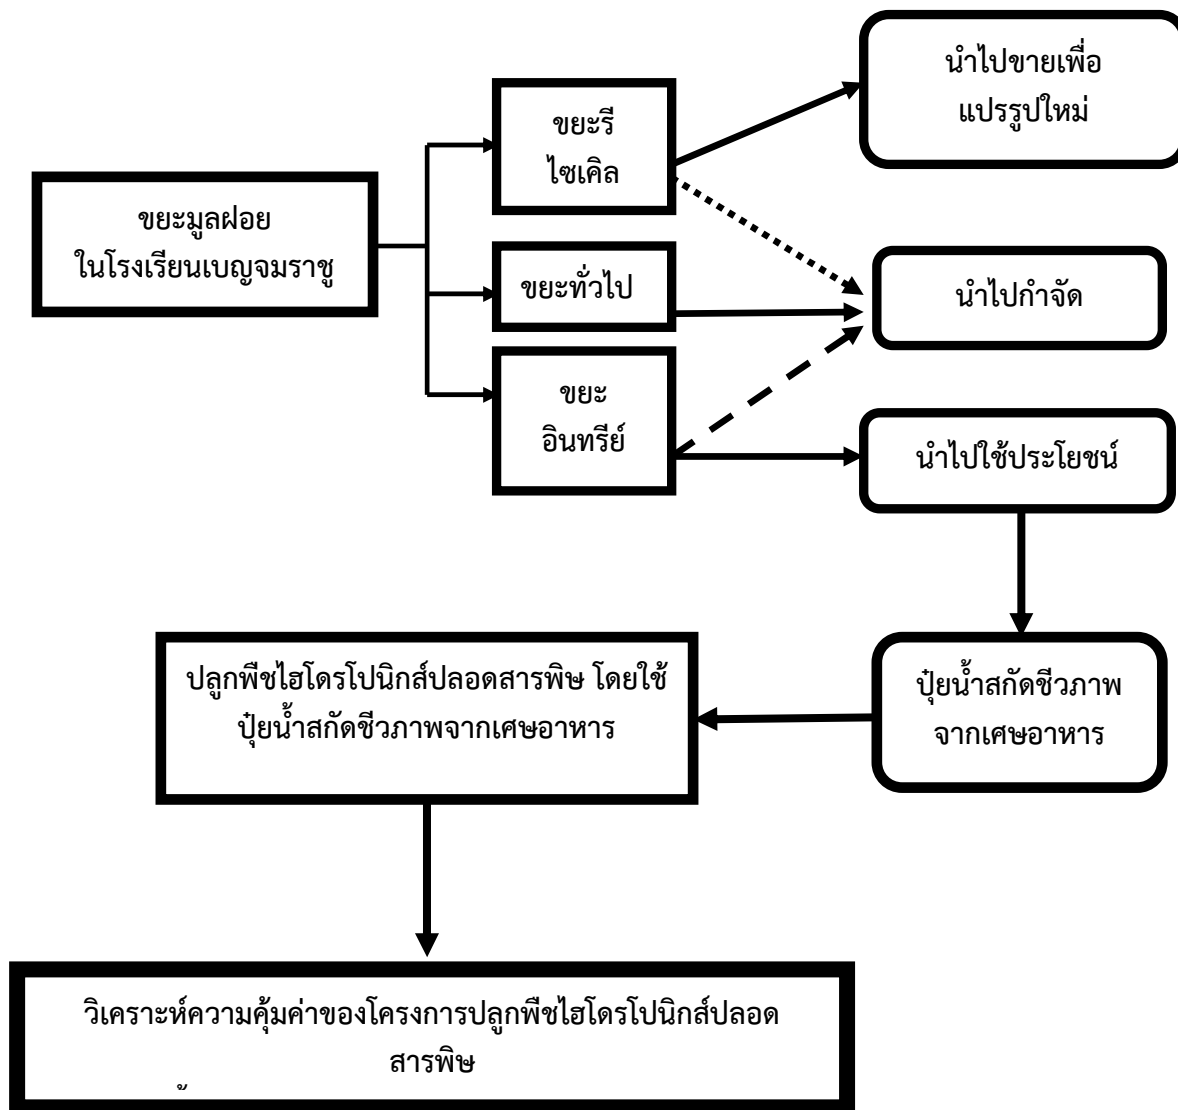 นำไปขายเพื่อ
แปรรูปใหม่
ขยะรี
ไซเคิล
ขยะมูลฝอย
ในโรงเรียนเบญจมราชู
ขยะทั่วไป
นำไปกำจัด
ขยะ
อินทรีย์
นำไปใช้ประโยชน์
ปลูกพืชไฮโดรโปนิกส์ปลอดสารพิษ โดยใช้
ปุ๋ยน้ำสกัดชีวภาพจากเศษอาหาร
ปุ๋ยน้ำสกัดชีวภาพ
จากเศษอาหาร
วิเคราะห์ความคุ้มค่าของโครงการปลูกพืชไฮโดรโปนิกส์ปลอด
สารพิษ